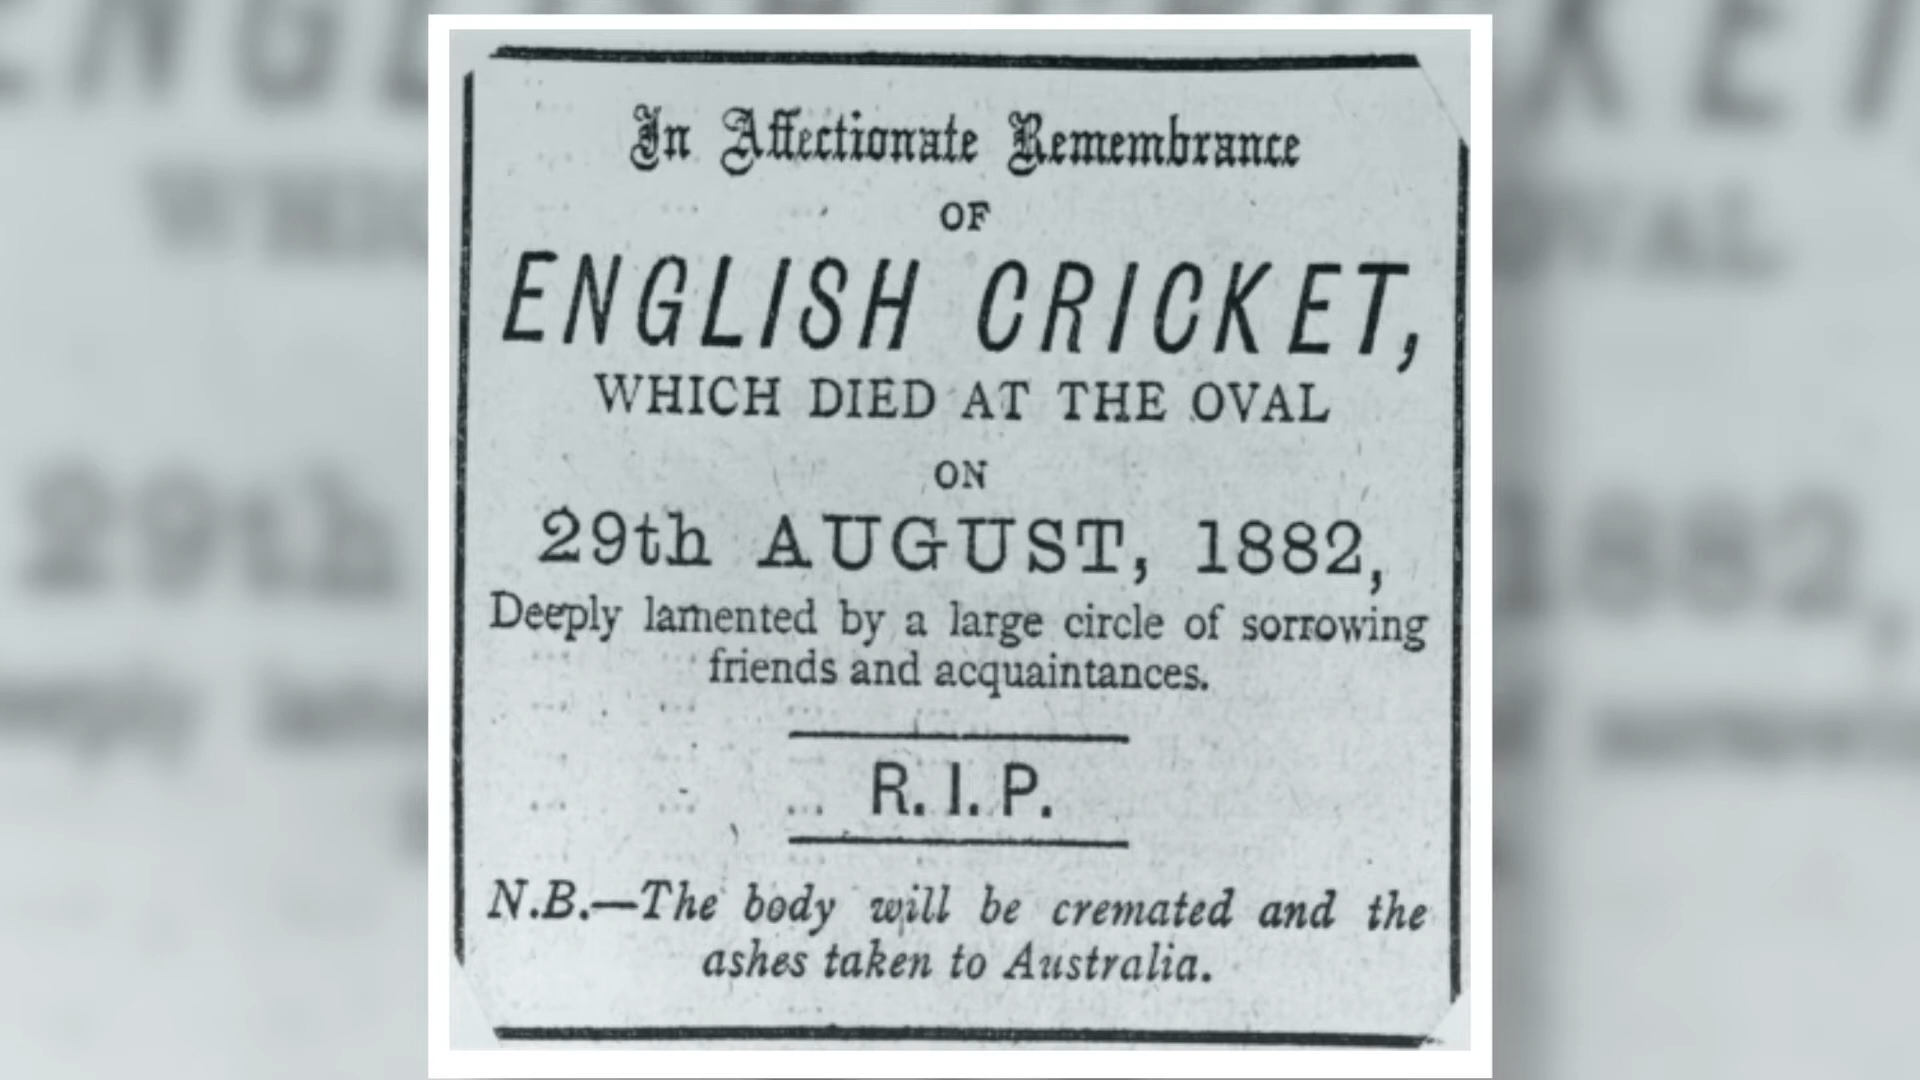 In Affectionate Remembrance
OF
ENGLISH CRICKET,
WHICH DIED AT THE OVAL
ON
29th AUGUST, 1882,
Deeply lamented by a large circle of sorrowing
friends and acquaintances.
R. I. P.
N.B.—The body will be cremated and the
ashes taken to Australia.